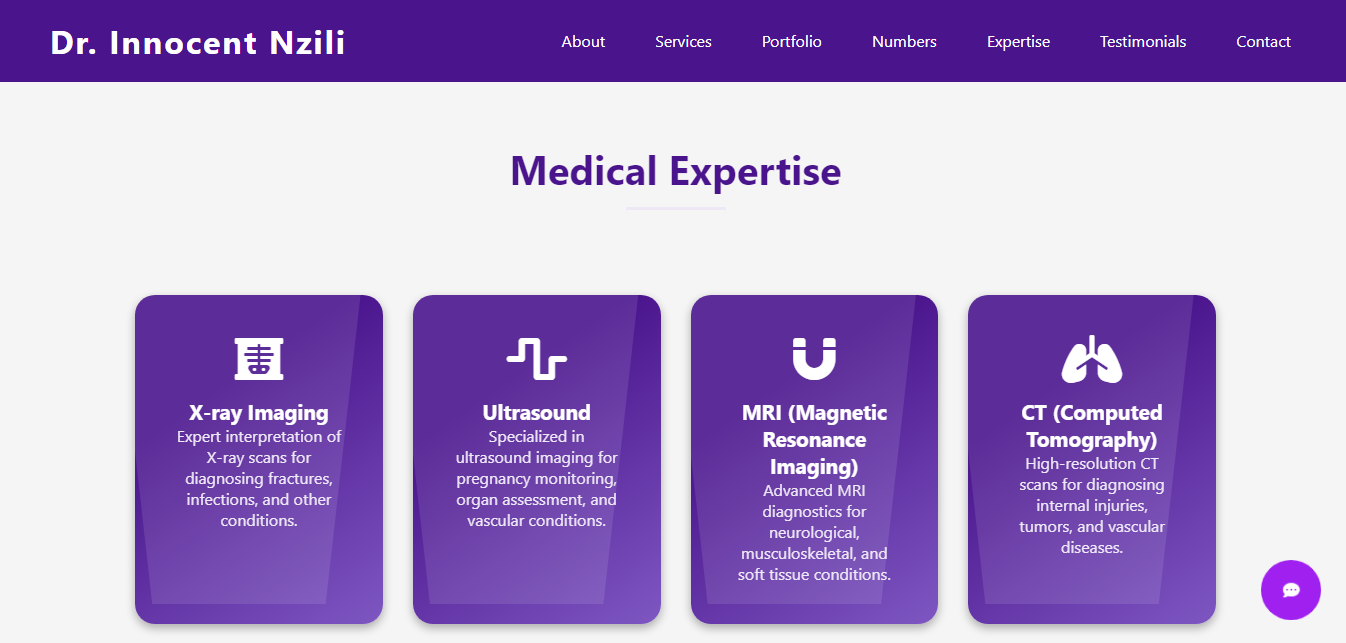 Dr. Innocent Nzili
About
Services
Portfolio
Numbers
Expertise
Testimonials
Contact
Medical Expertise
X-ray Imaging
Expert interpretation of
X-ray scans for
diagnosing fractures,
infections, and other
conditions.
Ultrasound
Specialized in
ultrasound imaging for
pregnancy monitoring,
organ assessment, and
vascular conditions.
MRI (Magnetic
Resonance
Imaging)
Advanced MRI
diagnostics for
neurological,
musculoskeletal, and
soft tissue conditions.
CT (Computed
Tomography)
High-resolution CT
scans for diagnosing
internal injuries,
tumors, and vascular
diseases.